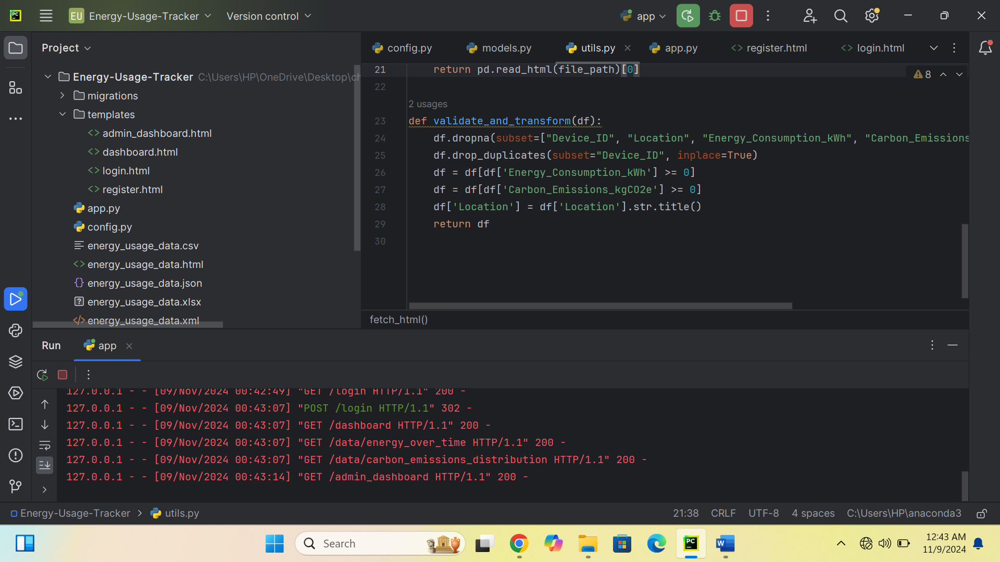 PC
EU Energy-Usage-Tracker
Version control
app
Project
Energy-Usage-Tracker C:\Users\HP\OneDrive\Desktop\ch
migrations
templates
<> admin_dashboard.html
<> dashboard.html
<> login.html
<> register.html
app.py
config.py
energy_usage_data.csv
<> energy_usage_data.html
{} energy_usage_data.json
? energy_usage_data.xlsx
</> energy_usage_data.xml
config.py
models.py
utils.py
app.py
<> register.html
<> login.html
8
21 return pd.read_html(file_path)[0]
22
2 usages
23 def validate_and_transform(df):
24 df.dropna(subset=["Device_ID", "Location", "Energy_Consumption_kWh", "Carbon_Emissions
25 df.drop_duplicates(subset="Device_ID", inplace=True)
26 df = df[df['Energy_Consumption_kWh'] >= 0]
27 df = df[df['Carbon_Emissions_kgCO2e'] >= 0]
28 df['Location'] = df['Location'].str.title()
29 return df
30
fetch_html()
Run
app
127.0.0.1 - - [09/Nov/2024 00:42:49] "GET /login HTTP/1.1" 200 -
127.0.0.1 - - [09/Nov/2024 00:43:07] "POST /login HTTP/1.1" 302 -
127.0.0.1 - - [09/Nov/2024 00:43:07] "GET /dashboard HTTP/1.1" 200 -
127.0.0.1 - - [09/Nov/2024 00:43:07] "GET /data/energy_over_time HTTP/1.1" 200 -
127.0.0.1 - - [09/Nov/2024 00:43:07] "GET /data/carbon_emissions_distribution HTTP/1.1" 200 -
127.0.0.1 - - [09/Nov/2024 00:43:14] "GET /admin_dashboard HTTP/1.1" 200 -
Energy-Usage-Tracker > utils.py
21:38 CRLF UTF-8 4 spaces C:\Users\HP\anaconda3
Search
PC
W
12:43 AM
11/9/2024